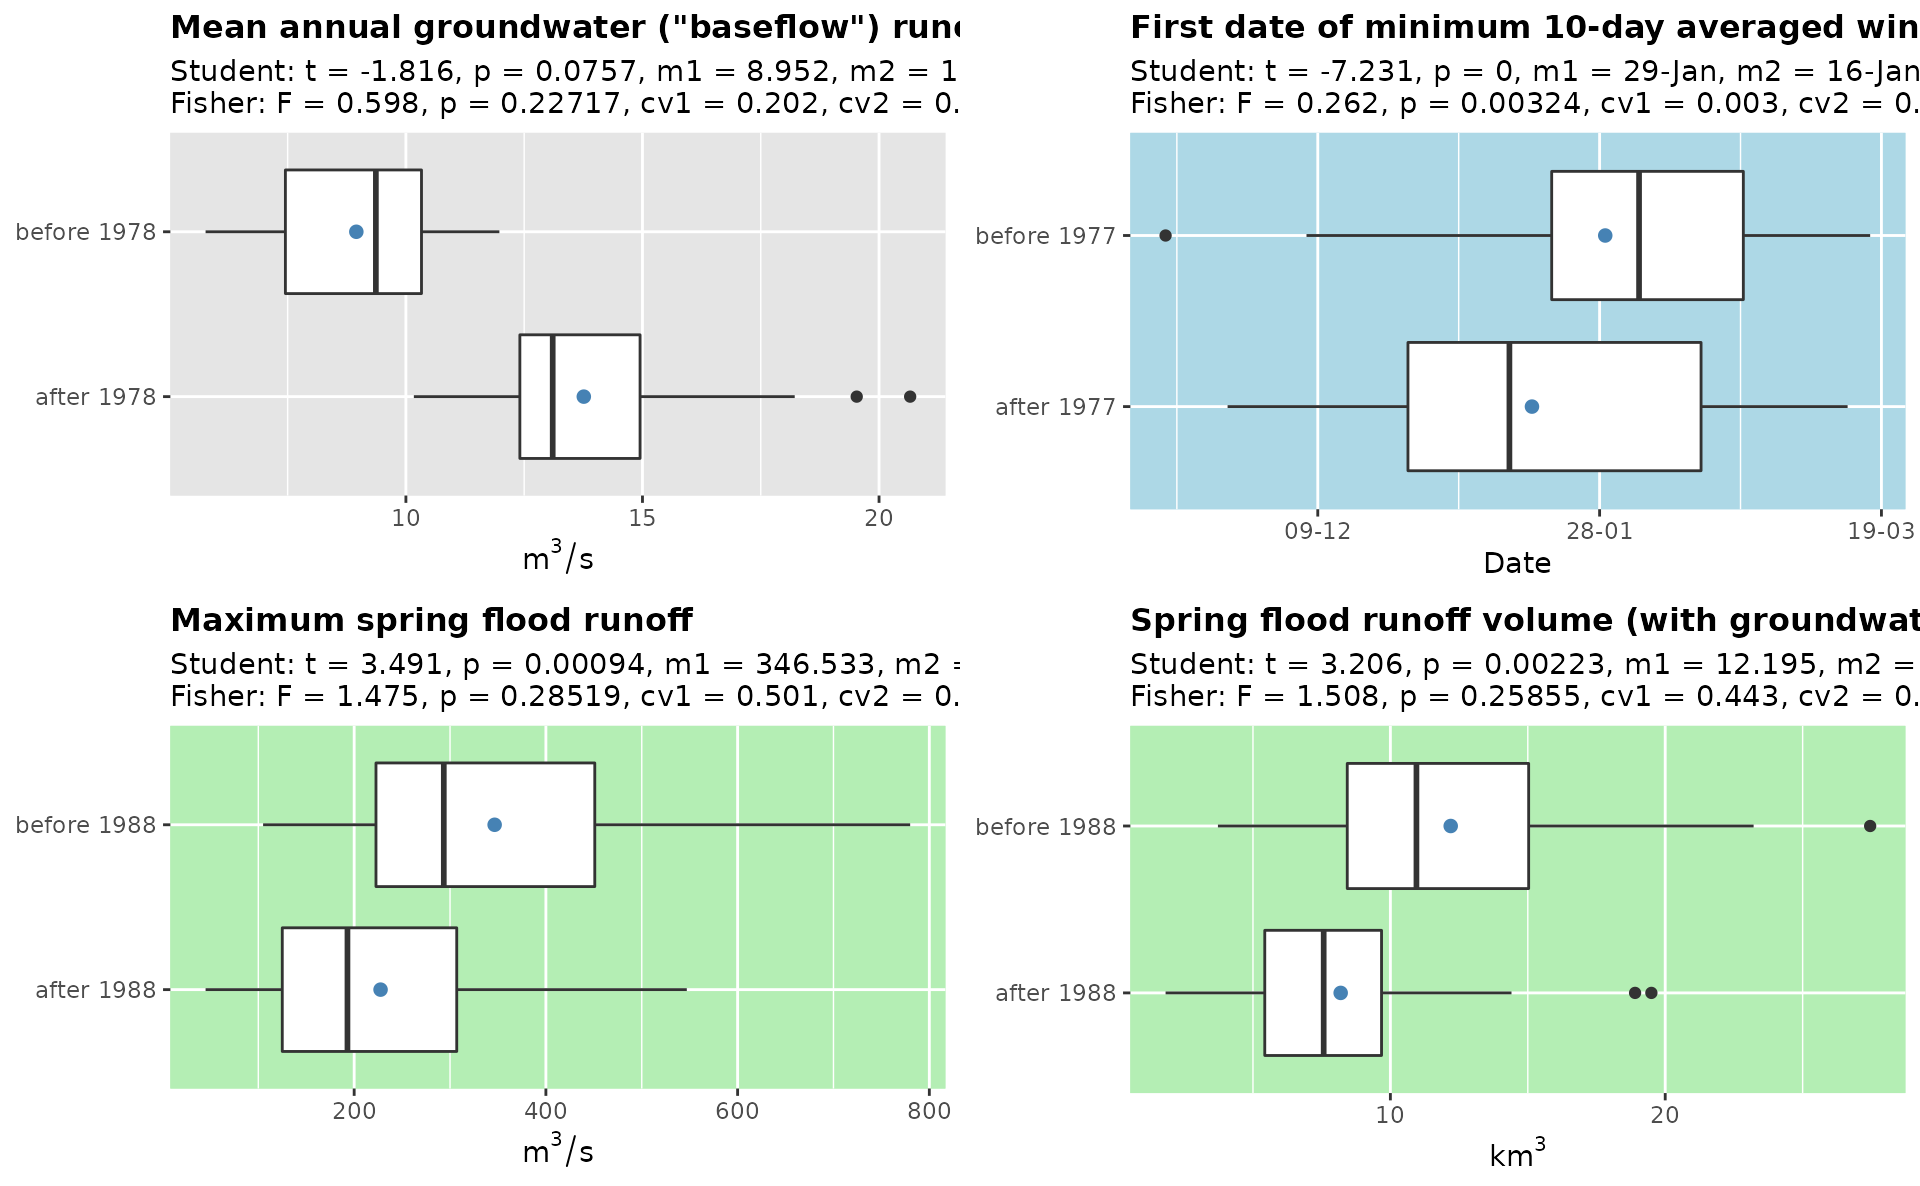 Mean annual groundwater ("baseflow")
Student: t = -1.816, p = 0.0757, m1 = 8.952, m2 = 1
Fisher: F = 0.598, p = 0.22717, cv1 = 0.202, cv2 = 0.
before 1978
after 1978
10 15 20
m³/s
First date of minimum 10-day averaged win
Student: t = -7.231, p = 0, m1 = 29-Jan, m2 = 16-Jan
Fisher: F = 0.262, p = 0.00324, cv1 = 0.003, cv2 = 0.
before 1977
after 1977
09-12 28-01 19-03
Date
Maximum spring flood runoff
Student: t = 3.491, p = 0.00094, m1 = 346.533, m2 =
Fisher: F = 1.475, p = 0.28519, cv1 = 0.501, cv2 = 0.
before 1988
after 1988
200 400 600 800
m³/s
Spring flood runoff volume (with groundwat
Student: t = 3.206, p = 0.00223, m1 = 12.195, m2 =
Fisher: F = 1.508, p = 0.25855, cv1 = 0.443, cv2 = 0.
before 1988
after 1988
10 20
km³